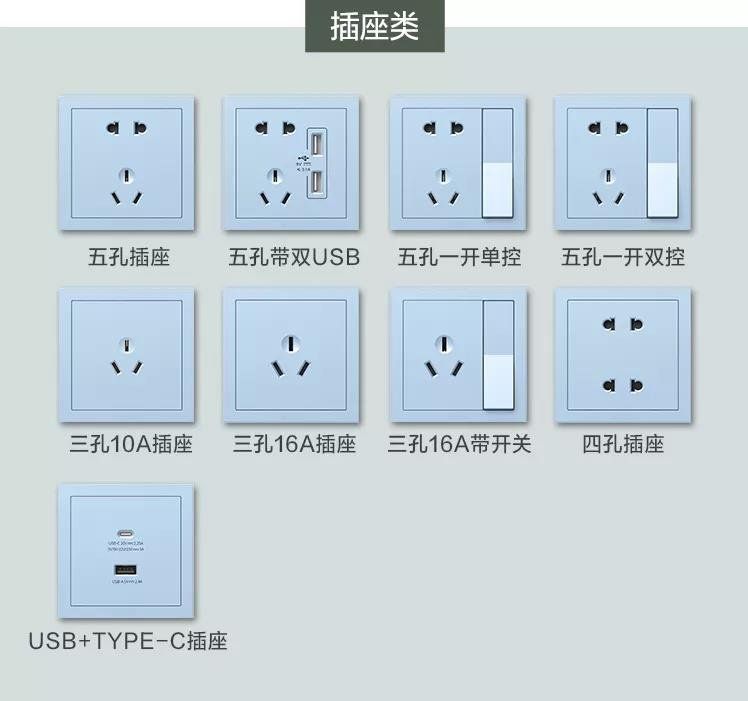 插座类
五孔插座
五孔带双USB
五孔一开单控
五孔一开双控
三孔10A插座
三孔16A插座
三孔16A带开关
四孔插座
USB+TYPE-C插座